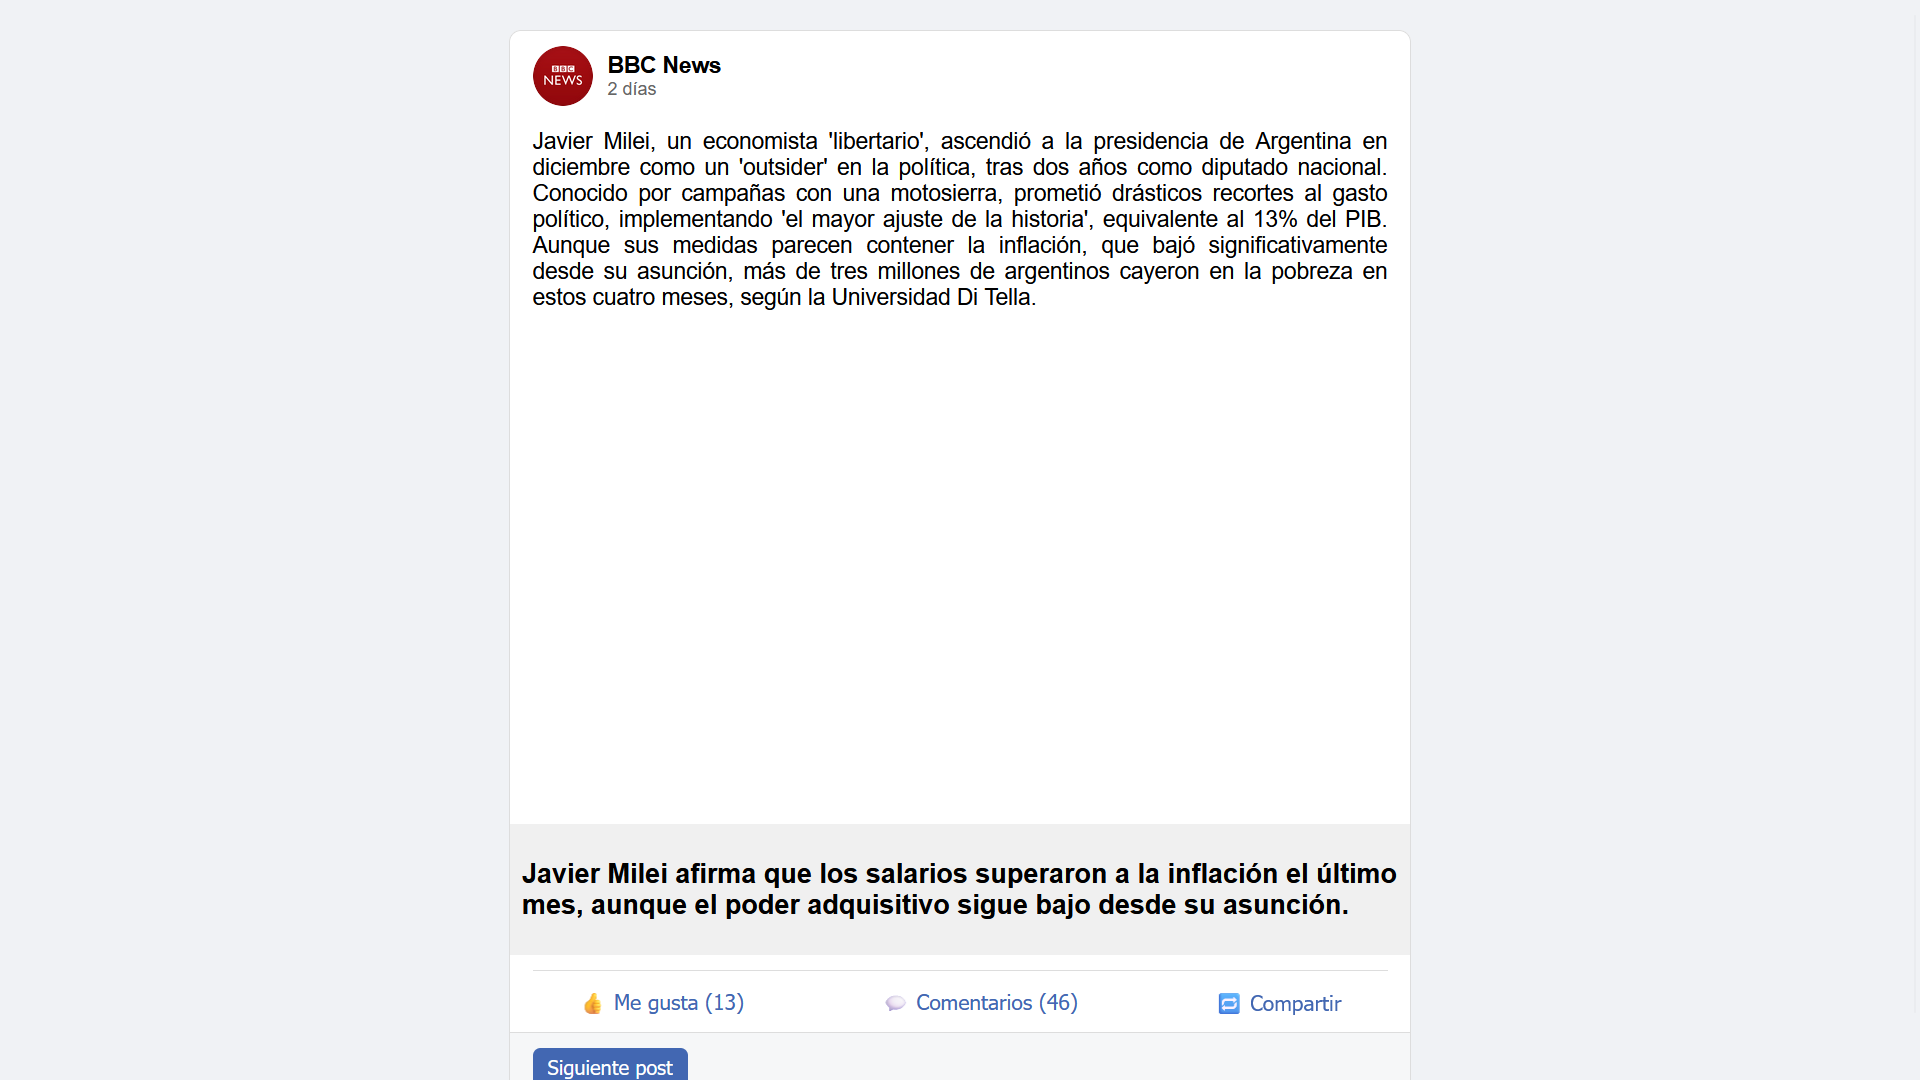 BBC
NEWS
BBC News
2 días
Javier Milei, un economista 'libertario', ascendió a la presidencia de Argentina en
diciembre como un 'outsider' en la política, tras dos años como diputado nacional.
Conocido por campañas con una motosierra, prometió drásticos recortes al gasto
político, implementando 'el mayor ajuste de la historia', equivalente al 13% del PIB.
Aunque sus medidas parecen contener la inflación, que bajó significativamente
desde su asunción, más de tres millones de argentinos cayeron en la pobreza en
estos cuatro meses, según la Universidad Di Tella.
Javier Milei afirma que los salarios superaron a la inflación el último
mes, aunque el poder adquisitivo sigue bajo desde su asunción.
👍 Me gusta (13) 💬 Comentarios (46) 🔁 Compartir
Siguiente post